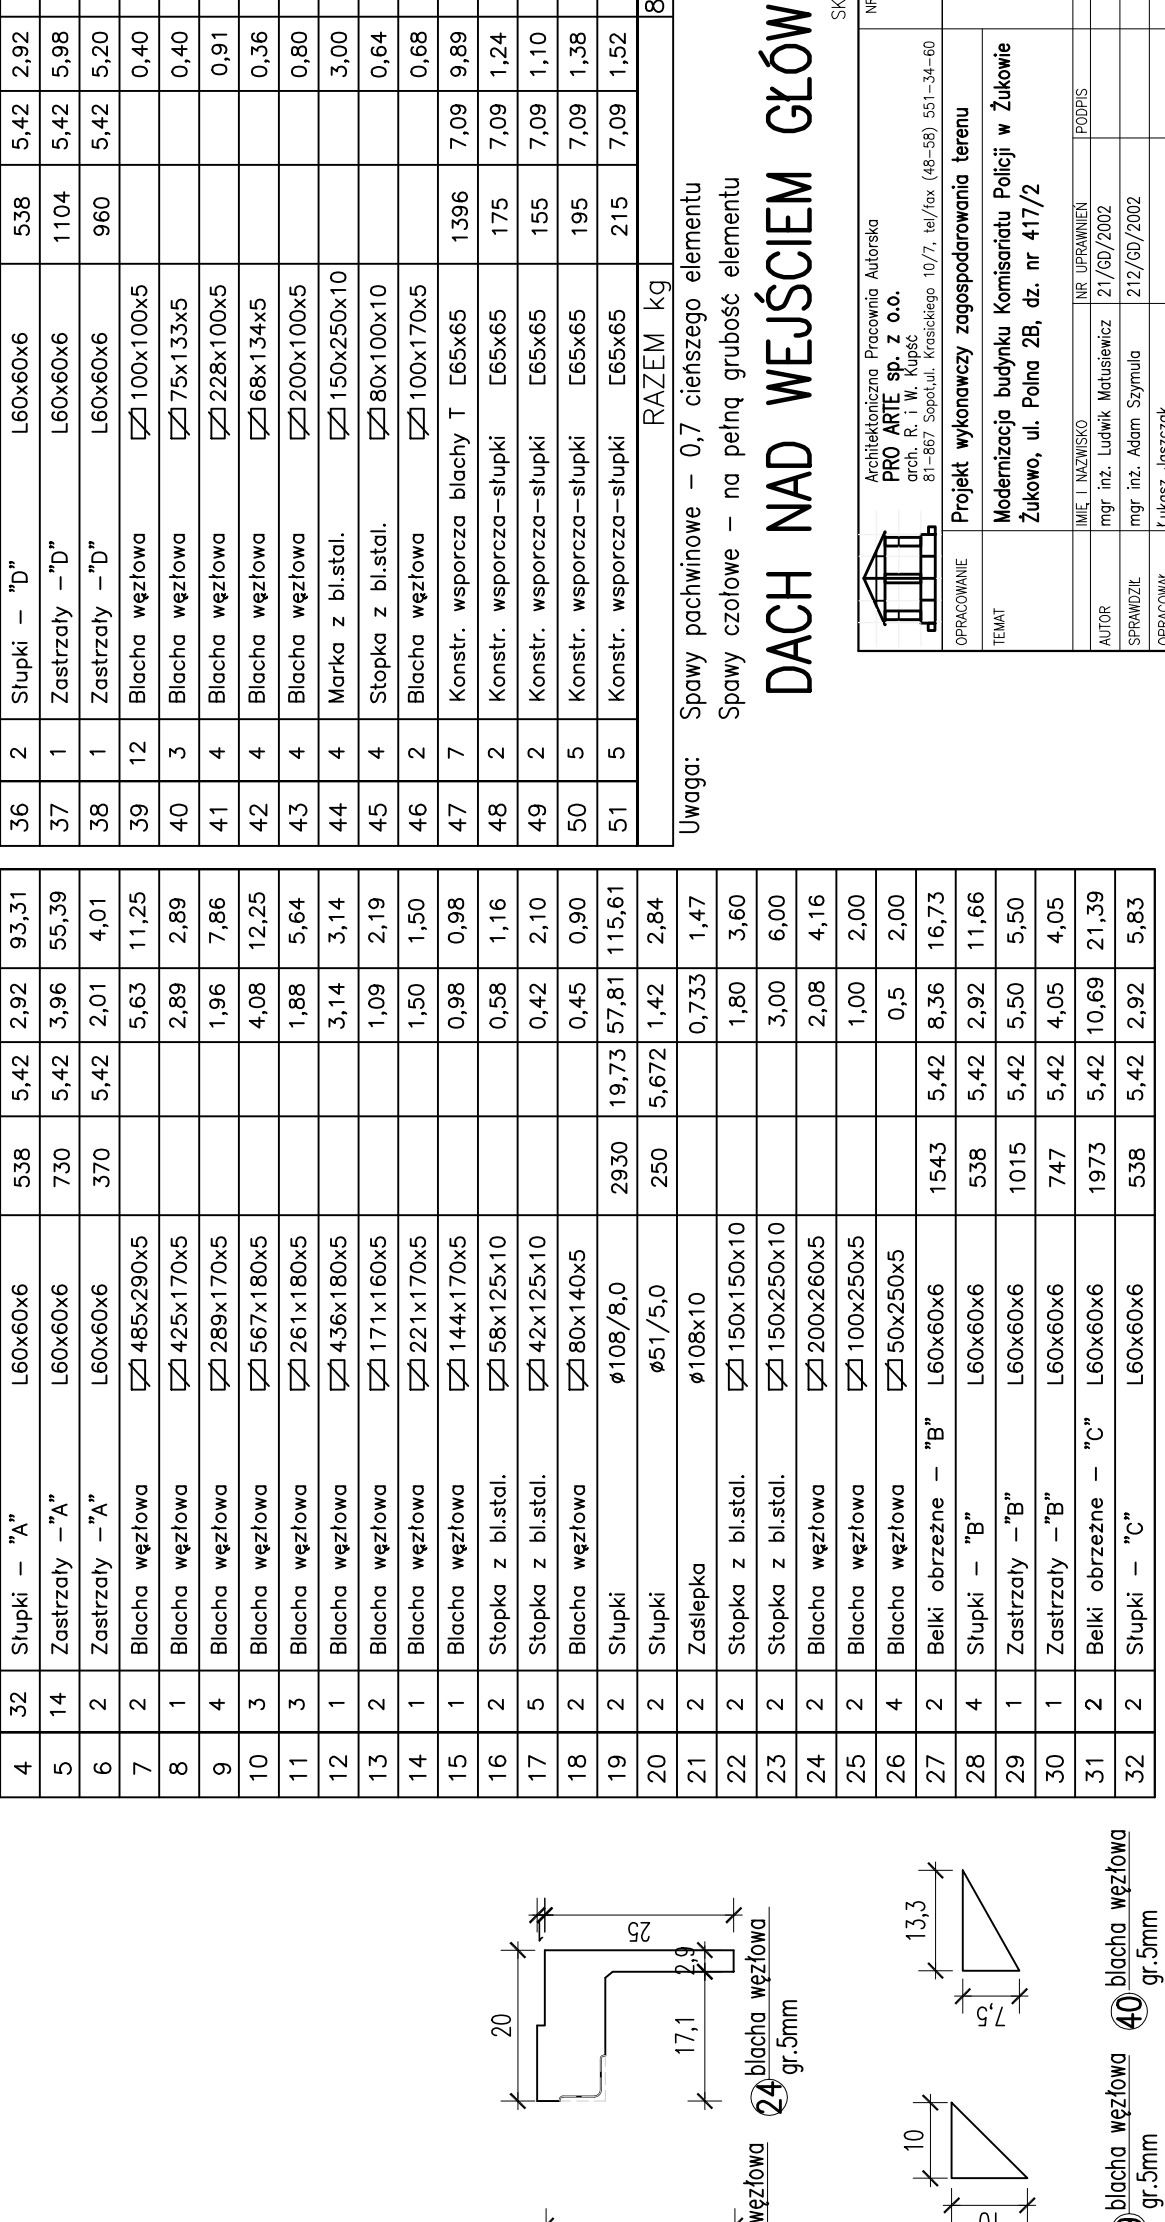 4 32 Słupki – "A" L60x60x6 538 5,42 2,92 93,31
5 14 Zastrzały –"A" L60x60x6 730 5,42 3,96 55,39
6 2 Zastrzały –"A" L60x60x6 370 5,42 2,01 4,01
7 2 Blacha węzłowa 485x290x5 5,63 11,25
8 1 Blacha węzłowa 425x170x5 2,89 2,89
9 4 Blacha węzłowa 289x170x5 1,96 7,86
10 3 Blacha węzłowa 567x180x5 4,08 12,25
11 3 Blacha węzłowa 261x180x5 1,88 5,64
12 1 Blacha węzłowa 436x180x5 3,14 3,14
13 2 Blacha węzłowa 171x160x5 1,09 2,19
14 1 Blacha węzłowa 221x170x5 1,50 1,50
15 1 Blacha węzłowa 144x170x5 0,98 0,98
16 2 Stopka z bl.stal. 58x125x10 0,58 1,16
17 5 Stopka z bl.stal. 42x125x10 0,42 2,10
18 2 Blacha węzłowa 80x140x5 0,45 0,90
19 2 Słupki ø108/8,0 2930 19,73 57,81 115,61
20 2 Słupki ø51/5,0 250 5,672 1,42 2,84
21 2 Zaślepka ø108x10 0,733 1,47
22 2 Stopka z bl.stal. 150x150x10 1,80 3,60
23 2 Stopka z bl.stal. 150x250x10 3,00 6,00
24 2 Blacha węzłowa 200x260x5 2,08 4,16
25 2 Blacha węzłowa 100x250x5 1,00 2,00
26 4 Blacha węzłowa 50x250x5 0,5 2,00
27 2 Belki obrzeżne – "B" L60x60x6 1543 5,42 8,36 16,73
28 4 Słupki – "B" L60x60x6 538 5,42 2,92 11,66
29 1 Zastrzały –"B" L60x60x6 1015 5,42 5,50 5,50
30 1 Zastrzały –"B" L60x60x6 747 5,42 4,05 4,05
31 2 Belki obrzeżne – "C" L60x60x6 1973 5,42 10,69 21,39
32 2 Słupki – "C" L60x60x6 538 5,42 2,92 5,83
36 2 Słupki – "D" L60x60x6 538 5,42 2,92
37 1 Zastrzały –"D" L60x60x6 1104 5,42 5,98
38 1 Zastrzały –"D" L60x60x6 960 5,42 5,20
39 12 Blacha węzłowa 100x100x5 0,40
40 3 Blacha węzłowa 75x133x5 0,40
41 4 Blacha węzłowa 228x100x5 0,91
42 4 Blacha węzłowa 68x134x5 0,36
43 4 Blacha węzłowa 200x100x5 0,80
44 4 Marka z bl.stal. 150x250x10 3,00
45 4 Stopka z bl.stal. 80x100x10 0,64
46 2 Blacha węzłowa 100x170x5 0,68
47 7 Konstr. wsporcza blachy T [65x65 1396 7,09 9,89
48 2 Konstr. wsporcza–słupki [65x65 175 7,09 1,24
49 2 Konstr. wsporcza–słupki [65x65 155 7,09 1,10
50 5 Konstr. wsporcza–słupki [65x65 195 7,09 1,38
51 5 Konstr. wsporcza–słupki [65x65 215 7,09 1,52
RAZEM kg 8
Uwaga: Spawy pachwinowe – 0,7 cieńszego elementu
Spawy czołowe – na pełną grubość elementu
DACH NAD WEJŚCIEM GŁÓW
SK
Architektoniczna Pracownia Autorska
PRO ARTE sp. z o.o.
arch. R. i W. Kupść
81–867 Sopot,ul. Krasickiego 10/7, tel/fax (48–58) 551–34–60
NR
OPRACOWANIE Projekt wykonawczy zagospodarowania terenu
TEMAT Modernizacja budynku Komisariatu Policji w Żukowie
Żukowo, ul. Polna 2B, dz. nr 417/2
IMIĘ I NAZWISKO NR UPRAWNIEŃ PODPIS
AUTOR mgr inż. Ludwik Matusiewicz 21/GD/2002
SPRAWDZIŁ mgr inż. Adam Szymula 212/GD/2002
OPRACOWAŁ Łukasz Jaszczak
20
25
2,9
17,1
24 blacha węzłowa
gr.5mm
węzłowa
13,3
7,5
40 blacha węzłowa
gr.5mm
10
10
blacha węzłowa
gr.5mm